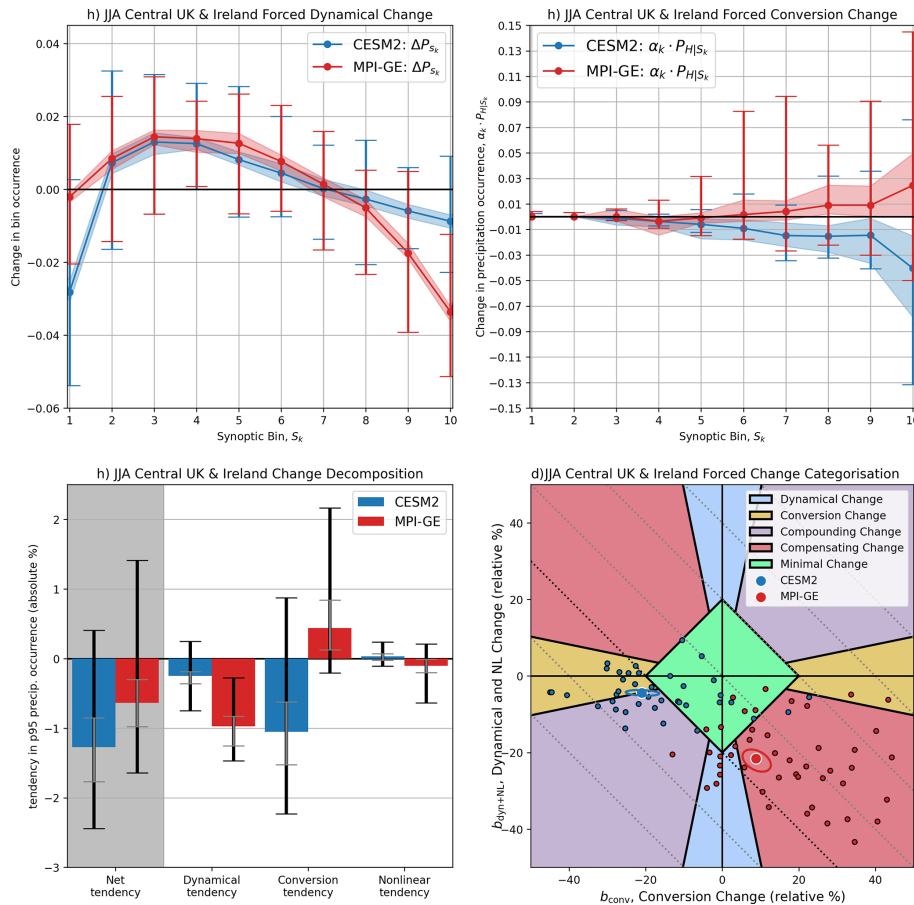 h) JJA Central UK & Ireland Forced Dynamical Change
CESM2: ΔP_{s_k}
MPI-GE: ΔP_{s_k}
0.04
0.02
0.00
−0.02
−0.04
−0.06
Change in bin occurrence
1 2 3 4 5 6 7 8 9 10
Synoptic Bin, S_k
h) JJA Central UK & Ireland Forced Conversion Change
CESM2: α_k · P_{H|S_k}
MPI-GE: α_k · P_{H|S_k}
0.15
0.13
0.11
0.09
0.07
0.05
0.03
0.01
−0.01
−0.03
−0.05
−0.07
−0.09
−0.11
−0.13
−0.15
Change in precipitation occurrence, α_k · P_{H|S_k}
1 2 3 4 5 6 7 8 9 10
Synoptic Bin, S_k
h) JJA Central UK & Ireland Change Decomposition
CESM2
MPI-GE
2
1
0
−1
−2
−3
tendency in p95 precip. occurrence (absolute %)
Net Dynamical Conversion Nonlinear
tendency tendency tendency tendency
d)JJA Central UK & Ireland Forced Change Categorisation
Dynamical Change
Conversion Change
Compounding Change
Compensating Change
Minimal Change
CESM2
MPI-GE
40
20
0
−20
−40
b_{dyn+NL}, Dynamical and NL Change (relative %)
−40 −20 0 20 40
b_{conv}, Conversion Change (relative %)